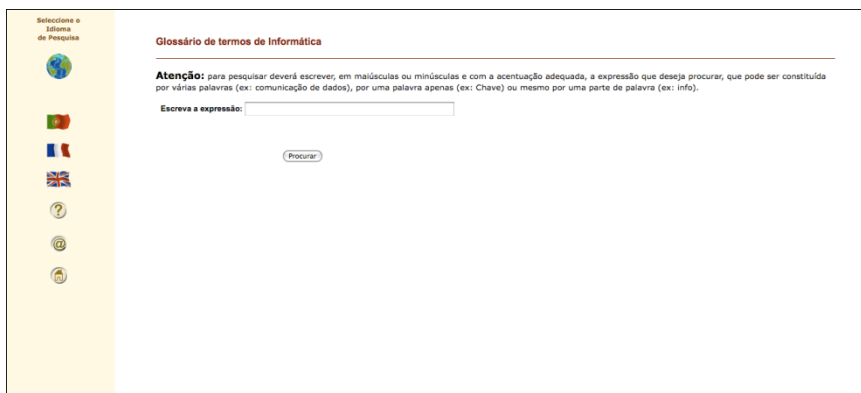 Seleccione o
Idioma
de Pesquisa
Glossário de termos de Informática
Atenção: para pesquisar deverá escrever, em maiúsculas ou minúsculas e com a acentuação adequada, a expressão que deseja procurar, que pode ser constituída
por várias palavras (ex: comunicação de dados), por uma palavra apenas (ex: Chave) ou mesmo por uma parte de palavra (ex: info).
Escreva a expressão:
Procurar
?
@